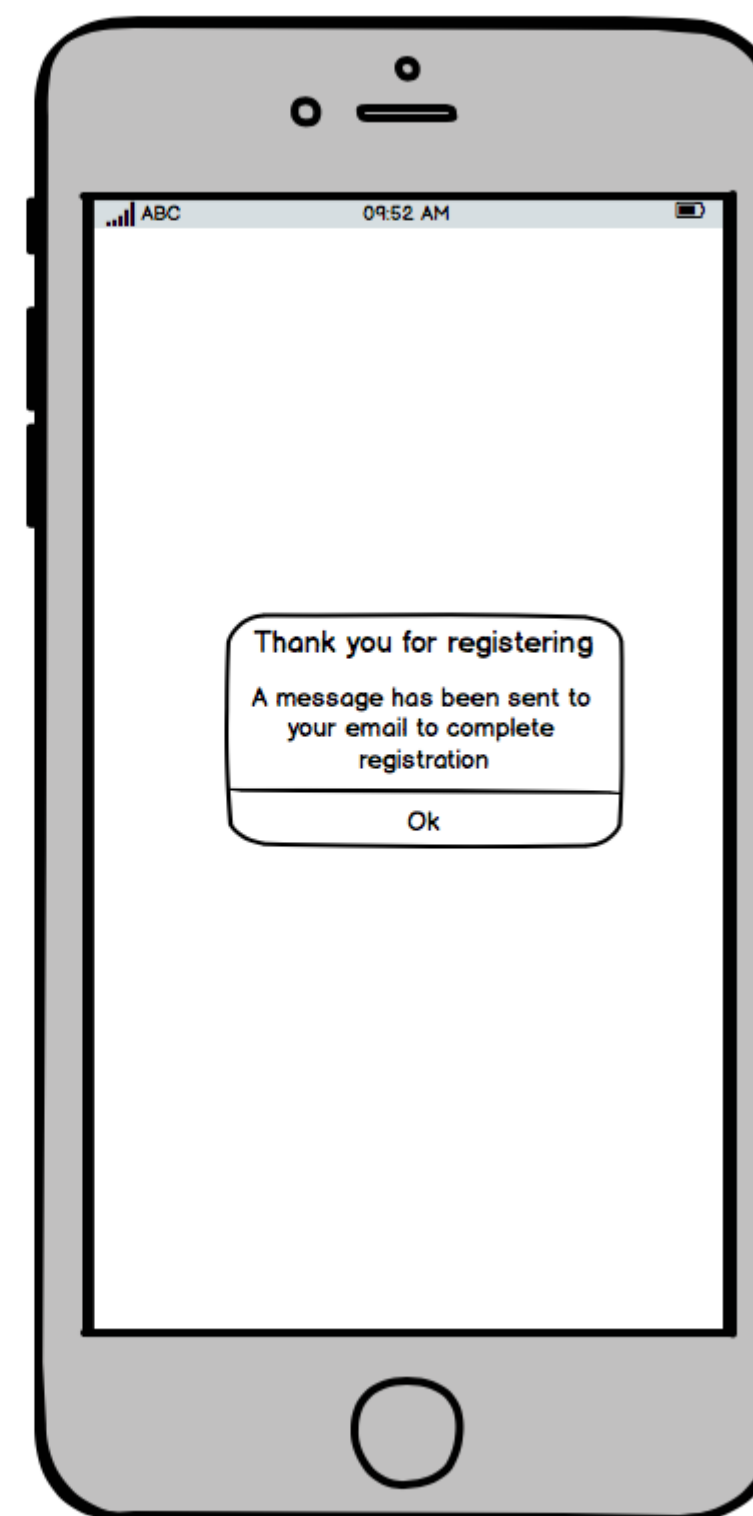 ABC 09:52 AM
Thank you for registering
A message has been sent to
your email to complete
registration
Ok